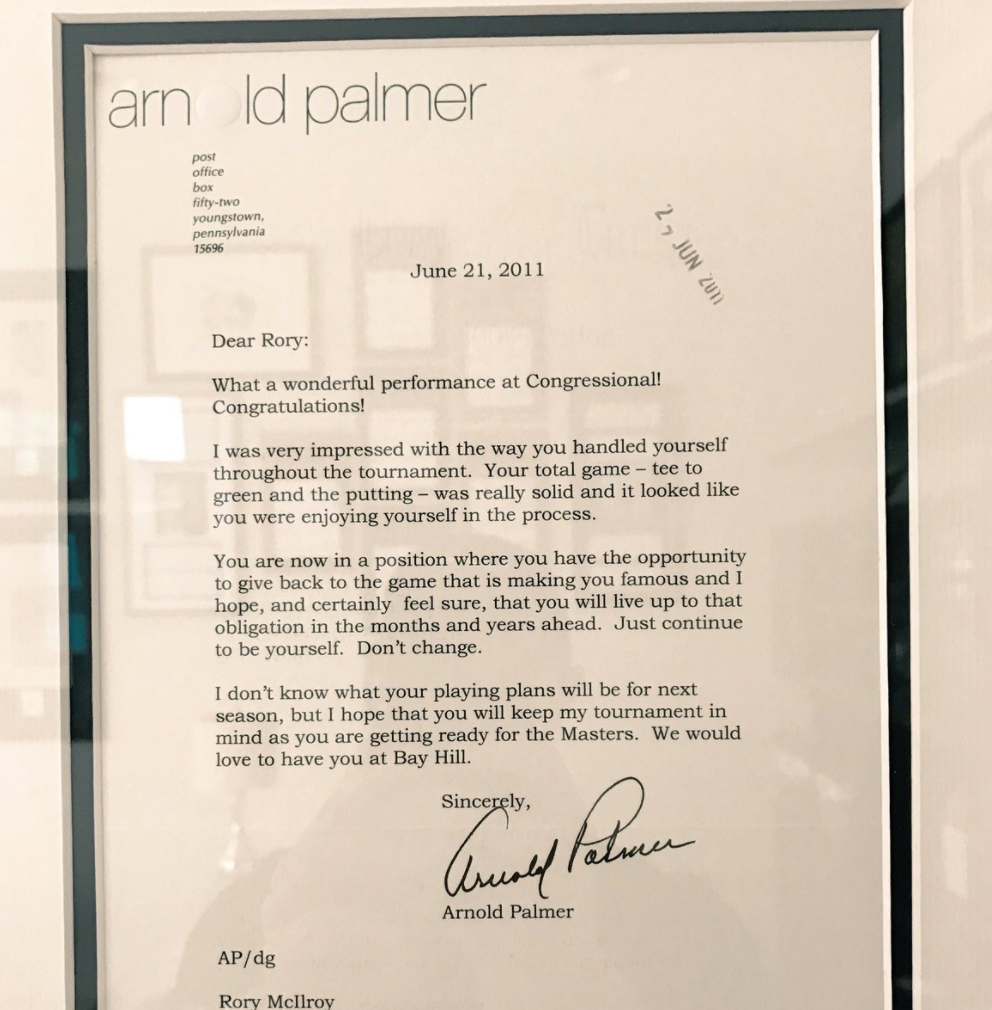 arnold palmer
post
office
box
fifty-two
youngstown,
pennsylvania
15696
27 JUN 2011
June 21, 2011
Dear Rory:
What a wonderful performance at Congressional!
Congratulations!
I was very impressed with the way you handled yourself
throughout the tournament.  Your total game – tee to
green and the putting – was really solid and it looked like
you were enjoying yourself in the process.
You are now in a position where you have the opportunity
to give back to the game that is making you famous and I
hope, and certainly  feel sure, that you will live up to that
obligation in the months and years ahead.  Just continue
to be yourself.  Don't change.
I don't know what your playing plans will be for next
season, but I hope that you will keep my tournament in
mind as you are getting ready for the Masters.  We would
love to have you at Bay Hill.
Sincerely,
Arnold Palmer
Arnold Palmer
AP/dg
Rory McIlroy